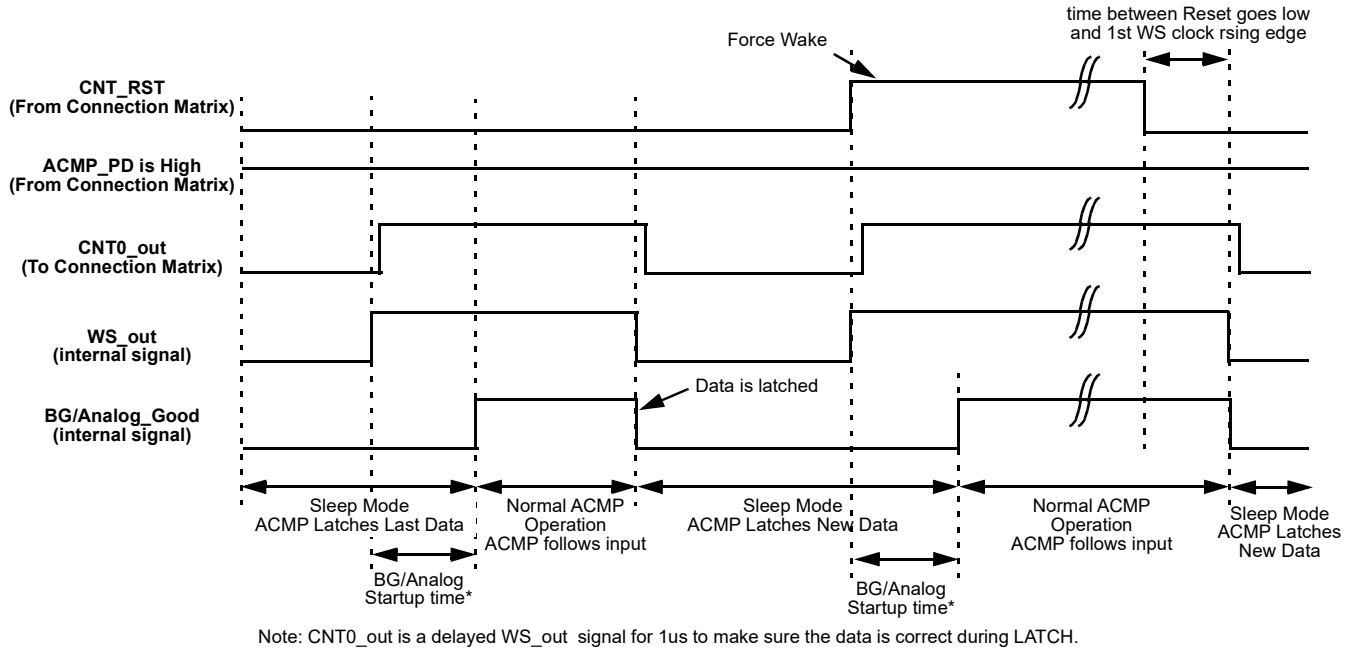 time between Reset goes low
and 1st WS clock rsing edge
Force Wake
CNT_RST
(From Connection Matrix)
ACMP_PD is High
(From Connection Matrix)
CNT0_out
(To Connection Matrix)
WS_out
(internal signal)
Data is latched
BG/Analog_Good
(internal signal)
Sleep Mode
ACMP Latches Last Data
Normal ACMP
Operation
ACMP follows input
Sleep Mode
ACMP Latches New Data
Normal ACMP
Operation
ACMP follows input
Sleep Mode
ACMP Latches
New Data
BG/Analog
Startup time*
BG/Analog
Startup time*
Note: CNT0_out is a delayed WS_out signal for 1us to make sure the data is correct during LATCH.